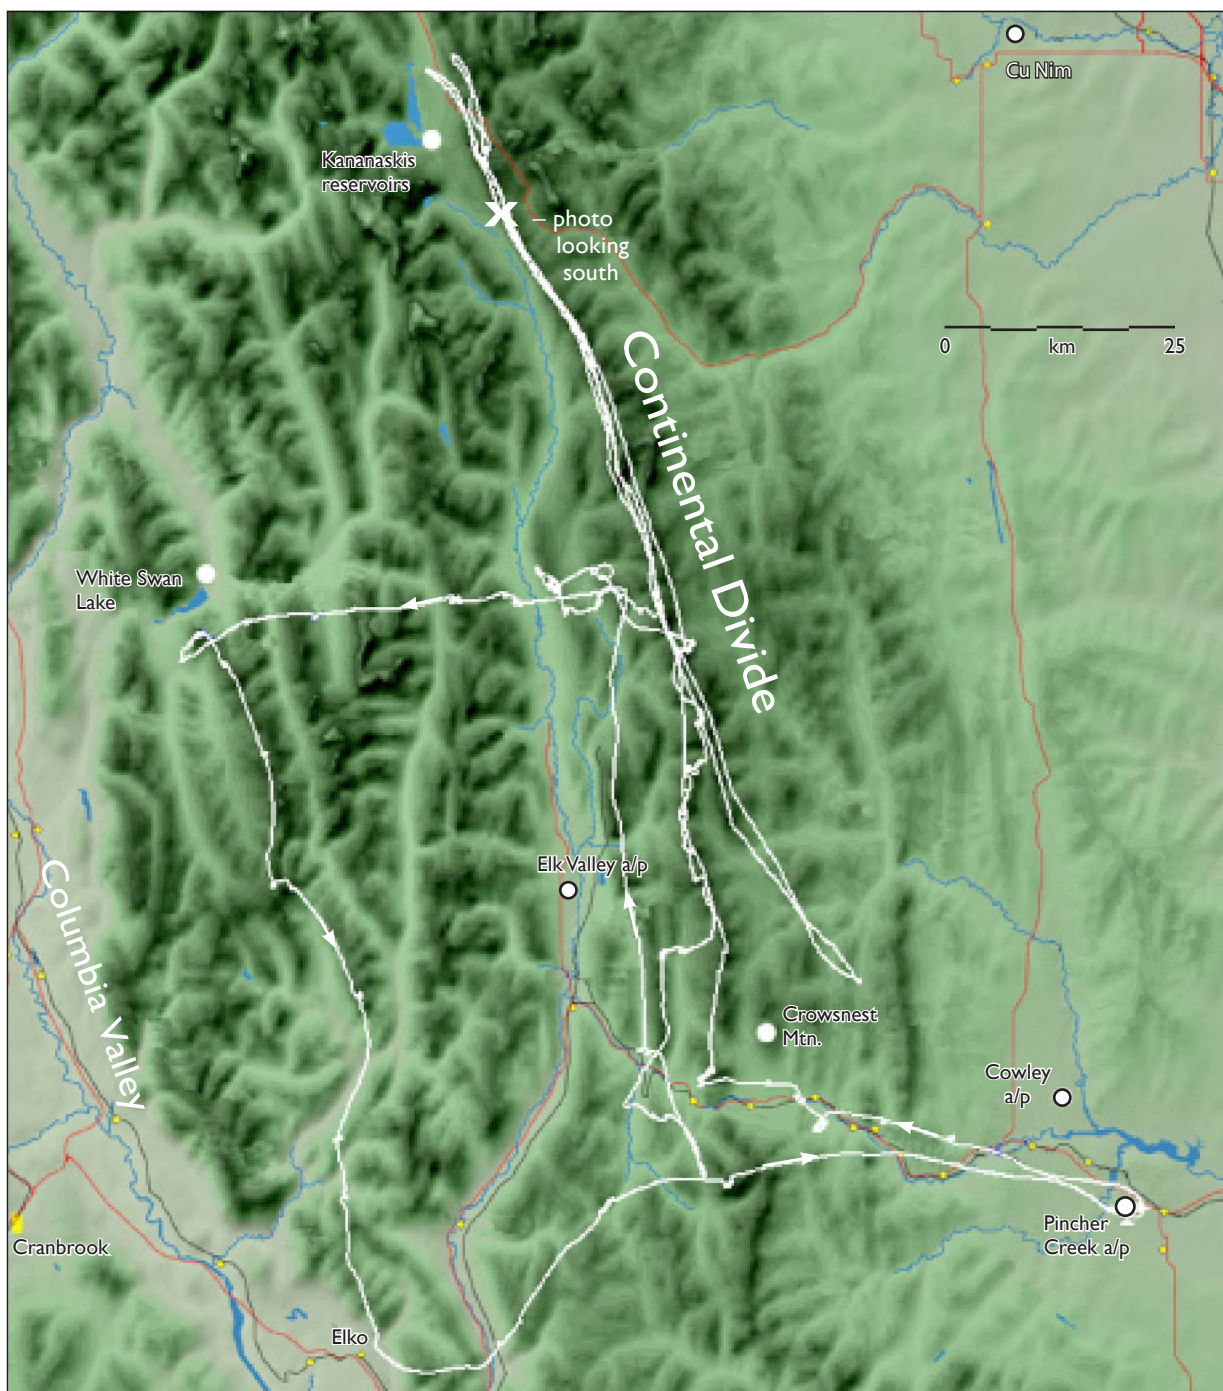 Cu Nim
Kananaskis
reservoirs
– photo
looking
south
0 km 25
Continental Divide
White Swan
Lake
Elk Valley a/p
Columbia Valley
Crowsnest
Mtn.
Cowley
a/p
Pincher
Creek a/p
Cranbrook
Elko